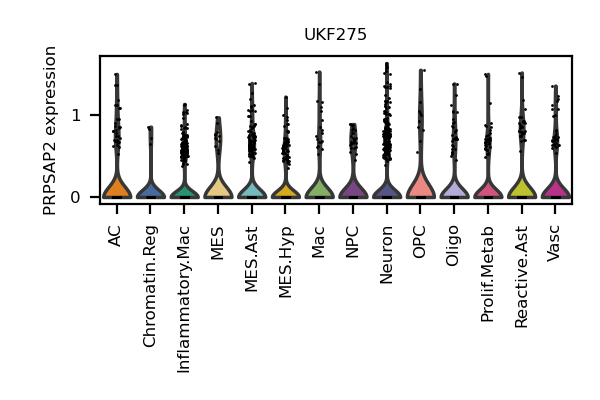 UKF275
PRPSAP2 expression
1
0
AC
Chromatin.Reg
Inflammatory.Mac
MES
MES.Ast
MES.Hyp
Mac
NPC
Neuron
OPC
Oligo
Prolif.Metab
Reactive.Ast
Vasc